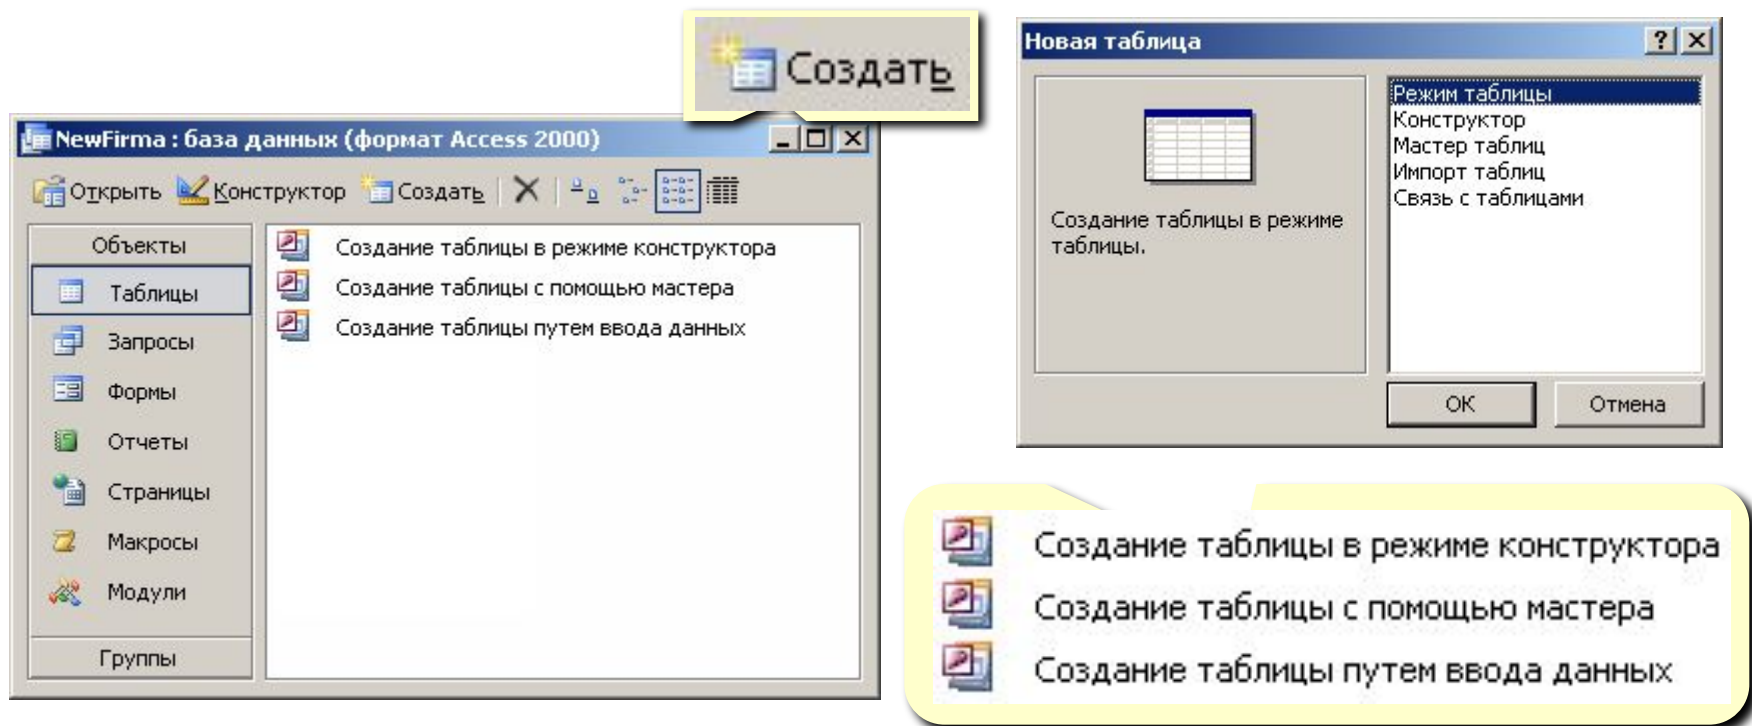 Создать
NewFirma : база данных (формат Access 2000)
Открыть Конструктор Создать
Объекты
Таблицы
Запросы
Формы
Отчеты
Страницы
Макросы
Модули
Группы
Создание таблицы в режиме конструктора
Создание таблицы с помощью мастера
Создание таблицы путем ввода данных
Новая таблица
Создание таблицы в режиме
таблицы.
Режим таблицы
Конструктор
Мастер таблиц
Импорт таблиц
Связь с таблицами
ОК Отмена
Создание таблицы в режиме конструктора
Создание таблицы с помощью мастера
Создание таблицы путем ввода данных